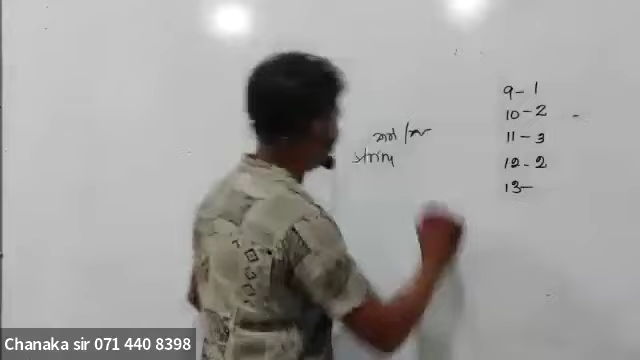 string
9-1
10-2
11-3
12-2
13-
Chanaka sir 071 440 8398